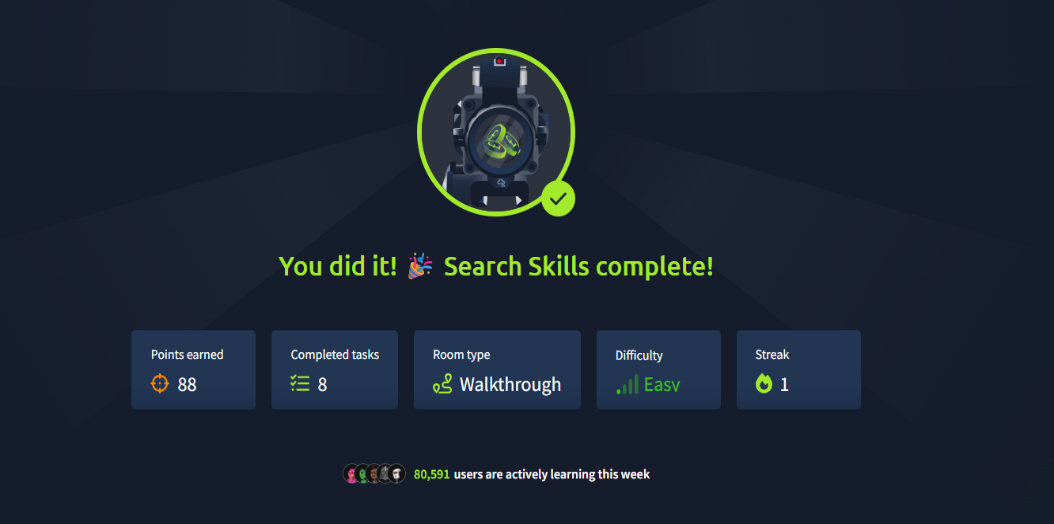 You did it! 🎉 Search Skills complete!
Points earned
88
Completed tasks
8
Room type
Walkthrough
Difficulty
Easy
Streak
1
80,591 users are actively learning this week